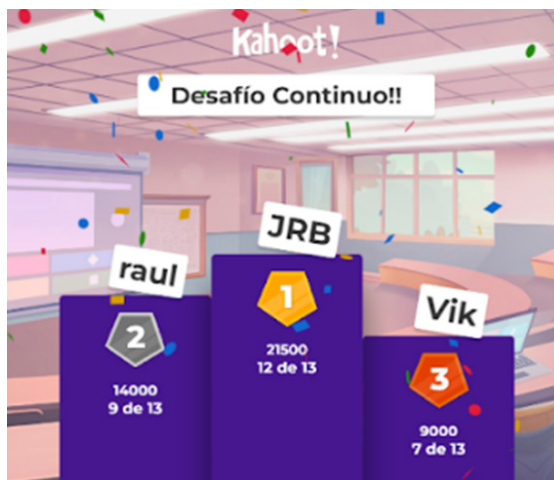 Kahoot!
Desafío Continuo!!
JRB
raul
Vik
1
21500
12 de 13
2
14000
9 de 13
3
9000
7 de 13